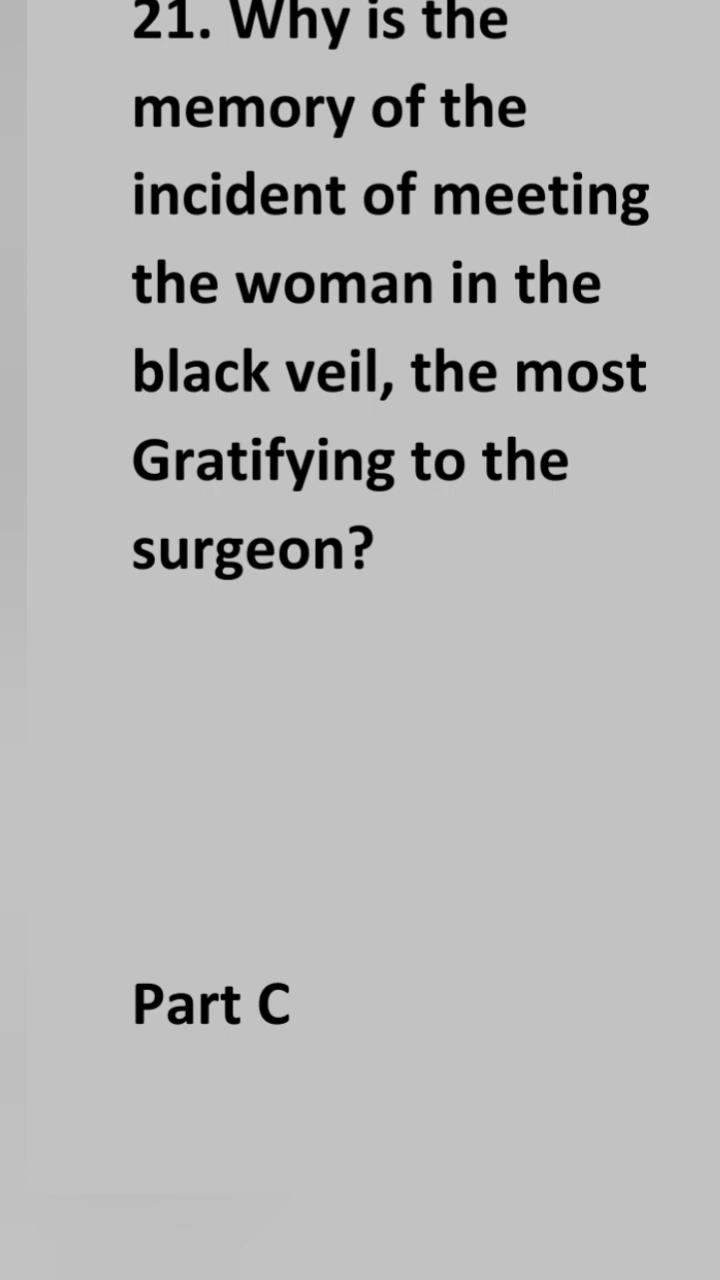 21. Why is the
memory of the
incident of meeting
the woman in the
black veil, the most
Gratifying to the
surgeon?
Part C